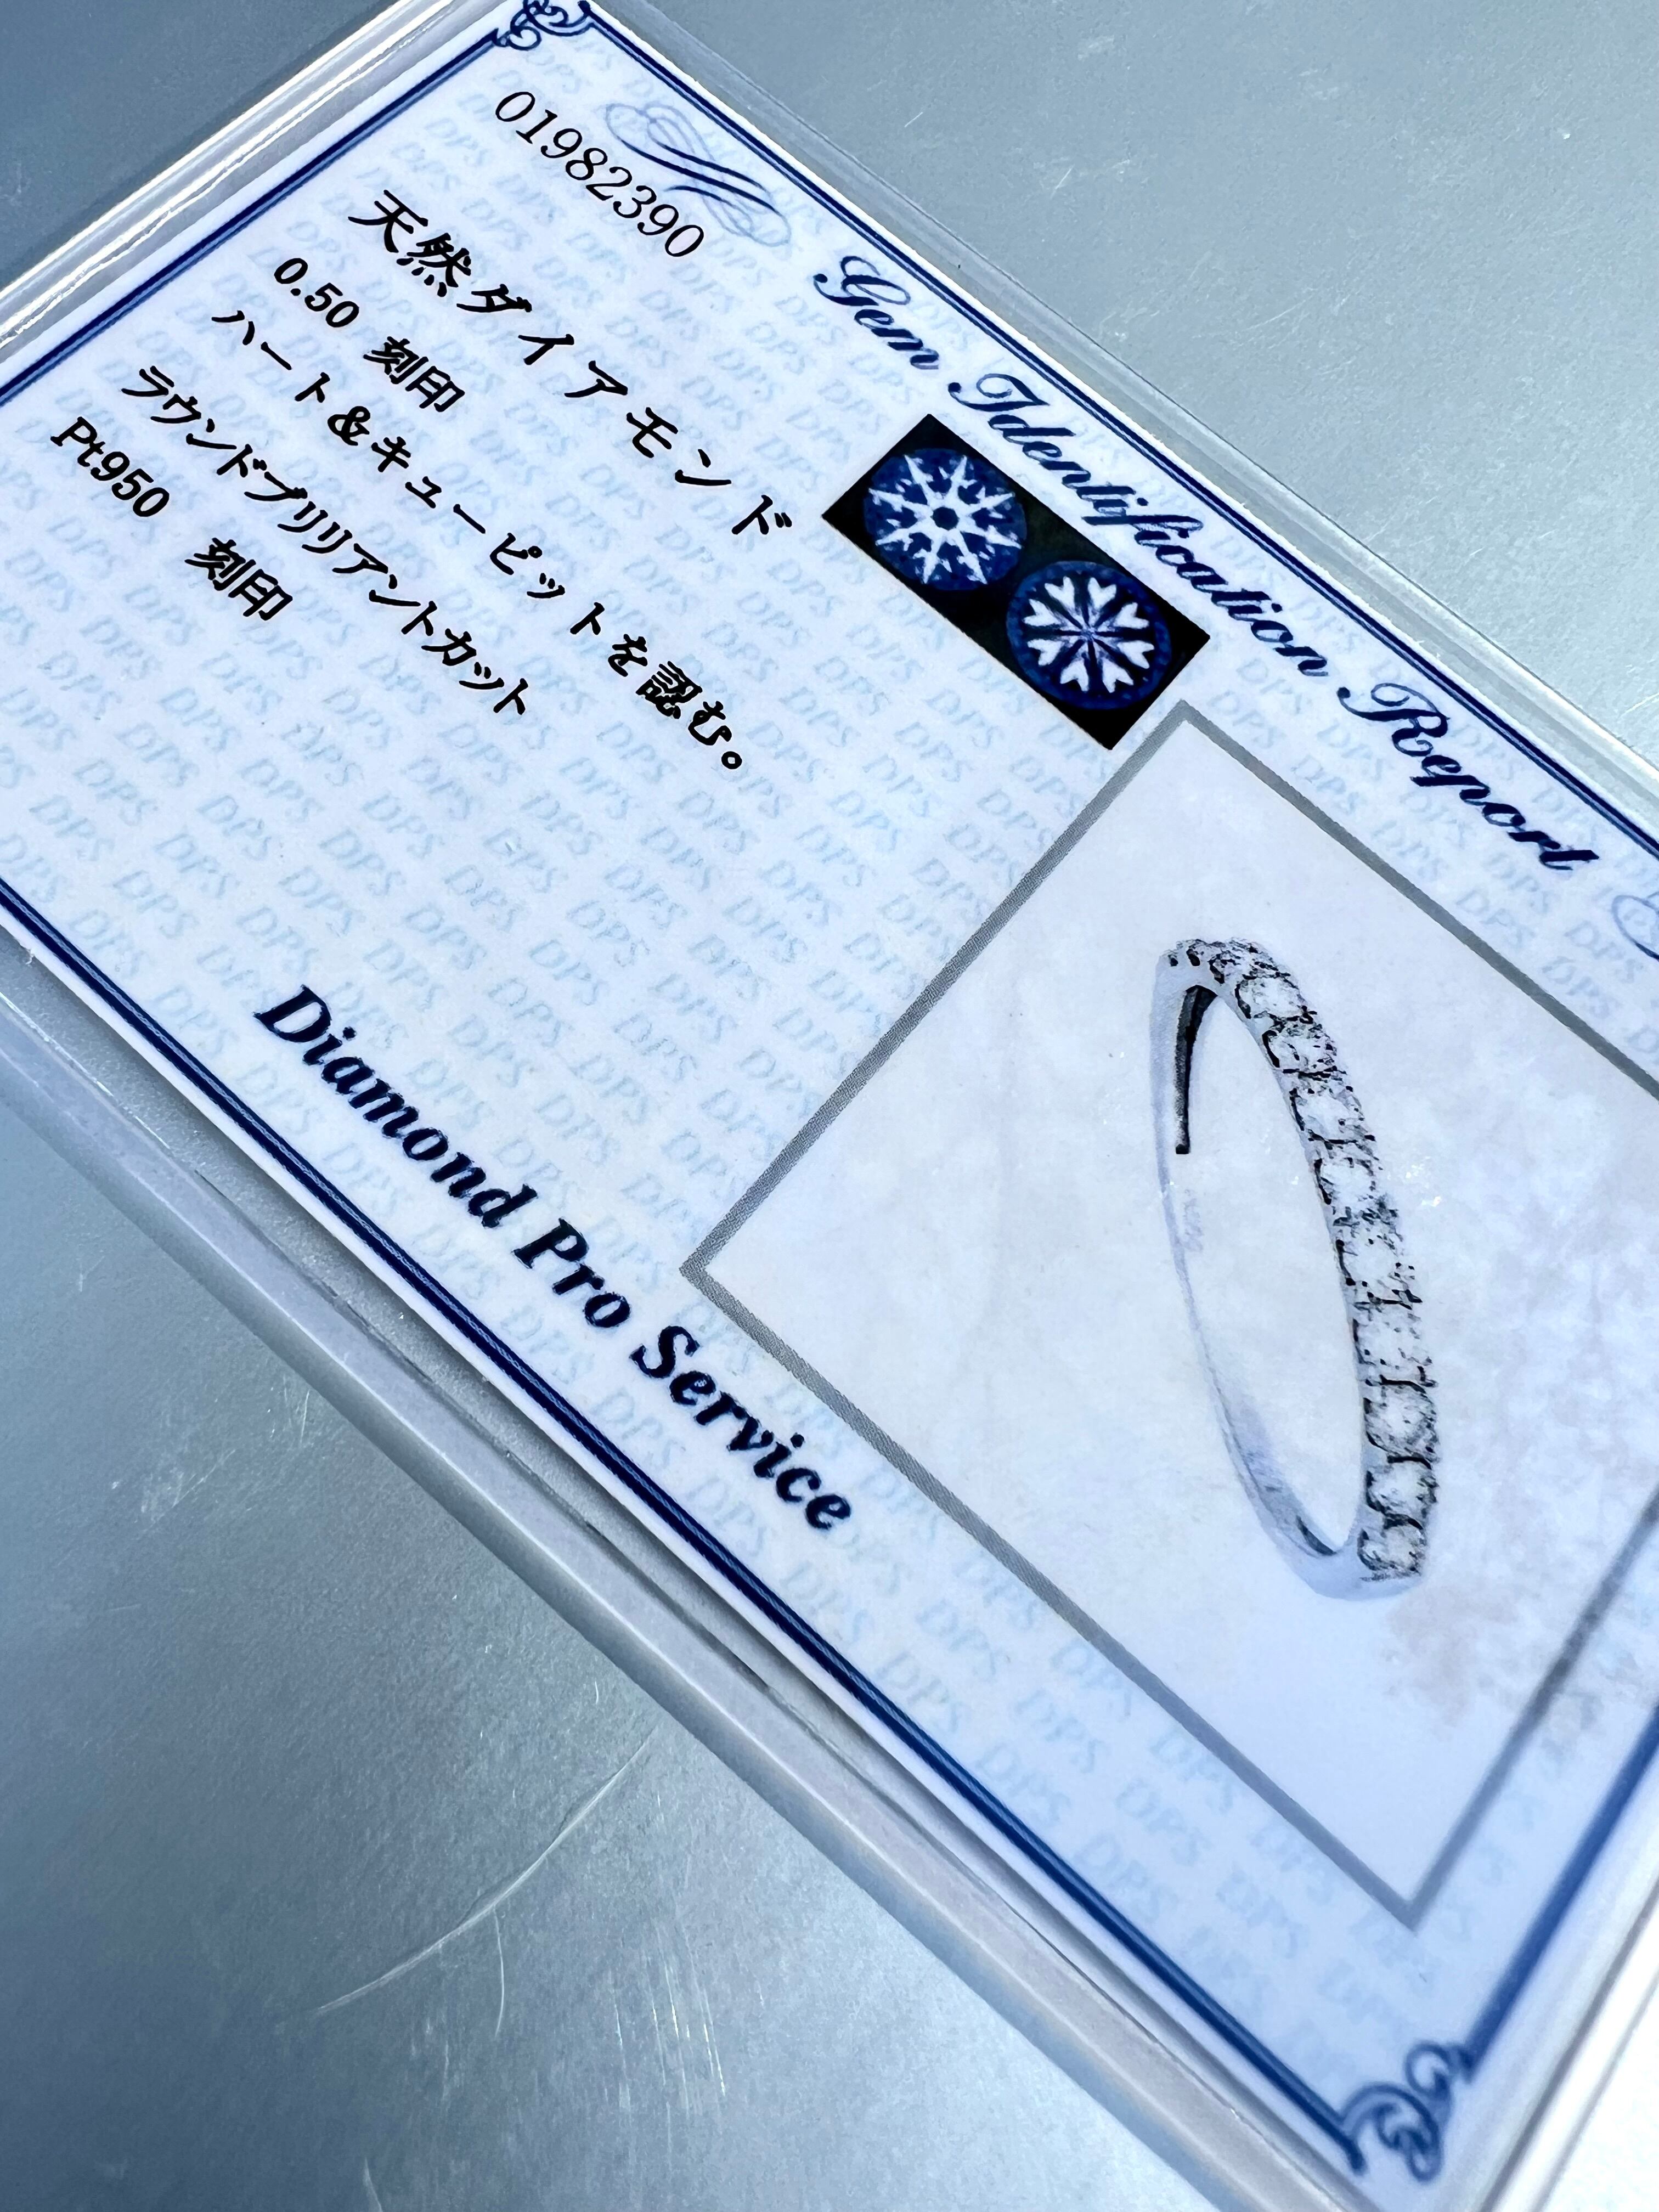 Gem Identification Report
01982390
天然ダイアモンド
0.50 刻印
ハート&キューピットを認む。
ラウンドブリリアントカット
Pt950 刻印
Diamond Pro Service